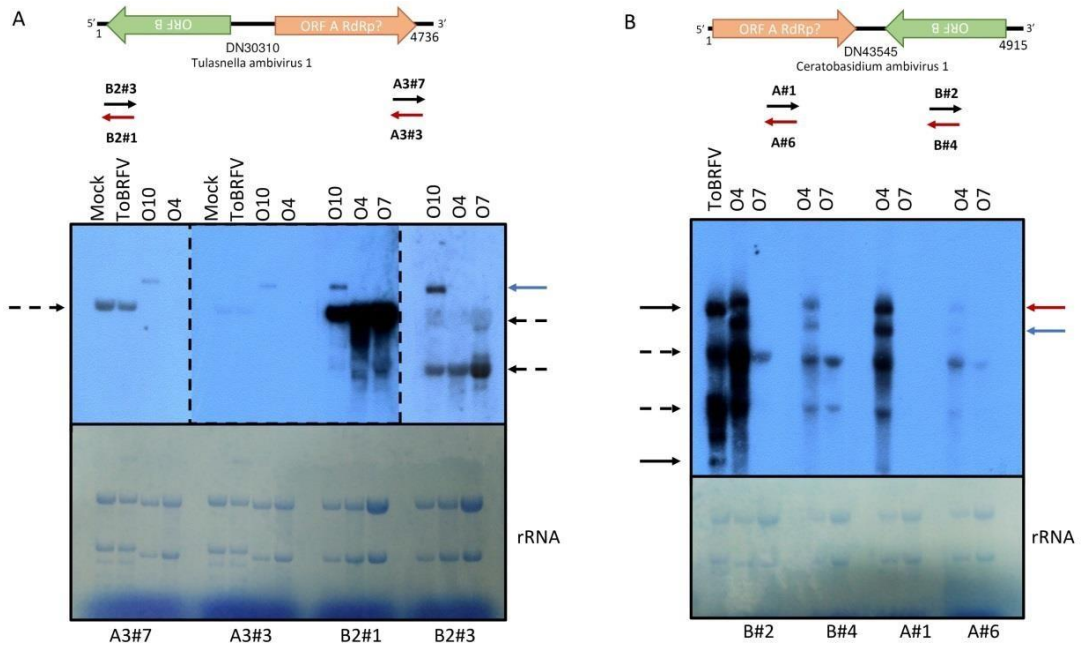 A
5' ORF B ORF A RdRp? 3'
1 4736
DN30310
Tulasnella ambivirus 1
B2#3 A3#7
B2#1 A3#3
Mock ToBRFV O10 O4 Mock ToBRFV O10 O4 O10 O4 O7 O10 O4 O7
rRNA
A3#7 A3#3 B2#1 B2#3
B
5' ORF A RdRp? ORF B 3'
1 4915
DN43545
Ceratobasidium ambivirus 1
A#1 B#2
A#6 B#4
ToBRFV O4 O7 O4 O7 O4 O7 O4 O7
rRNA
B#2 B#4 A#1 A#6